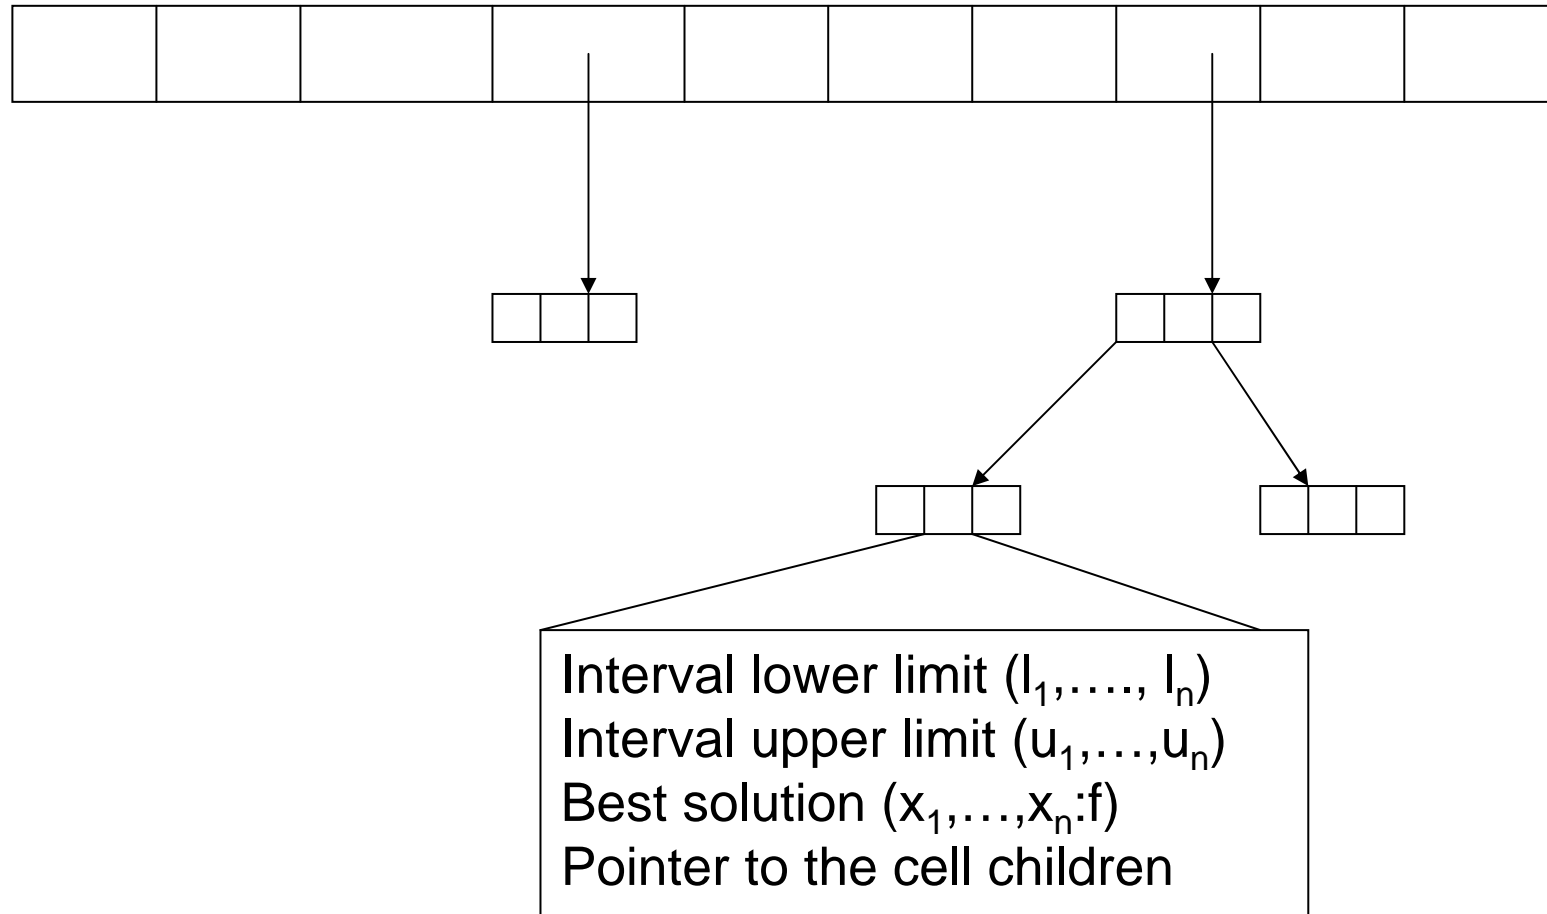 Interval lower limit (l₁,…., lₙ)
Interval upper limit (u₁,…,uₙ)
Best solution (x₁,…,xₙ:f)
Pointer to the cell children